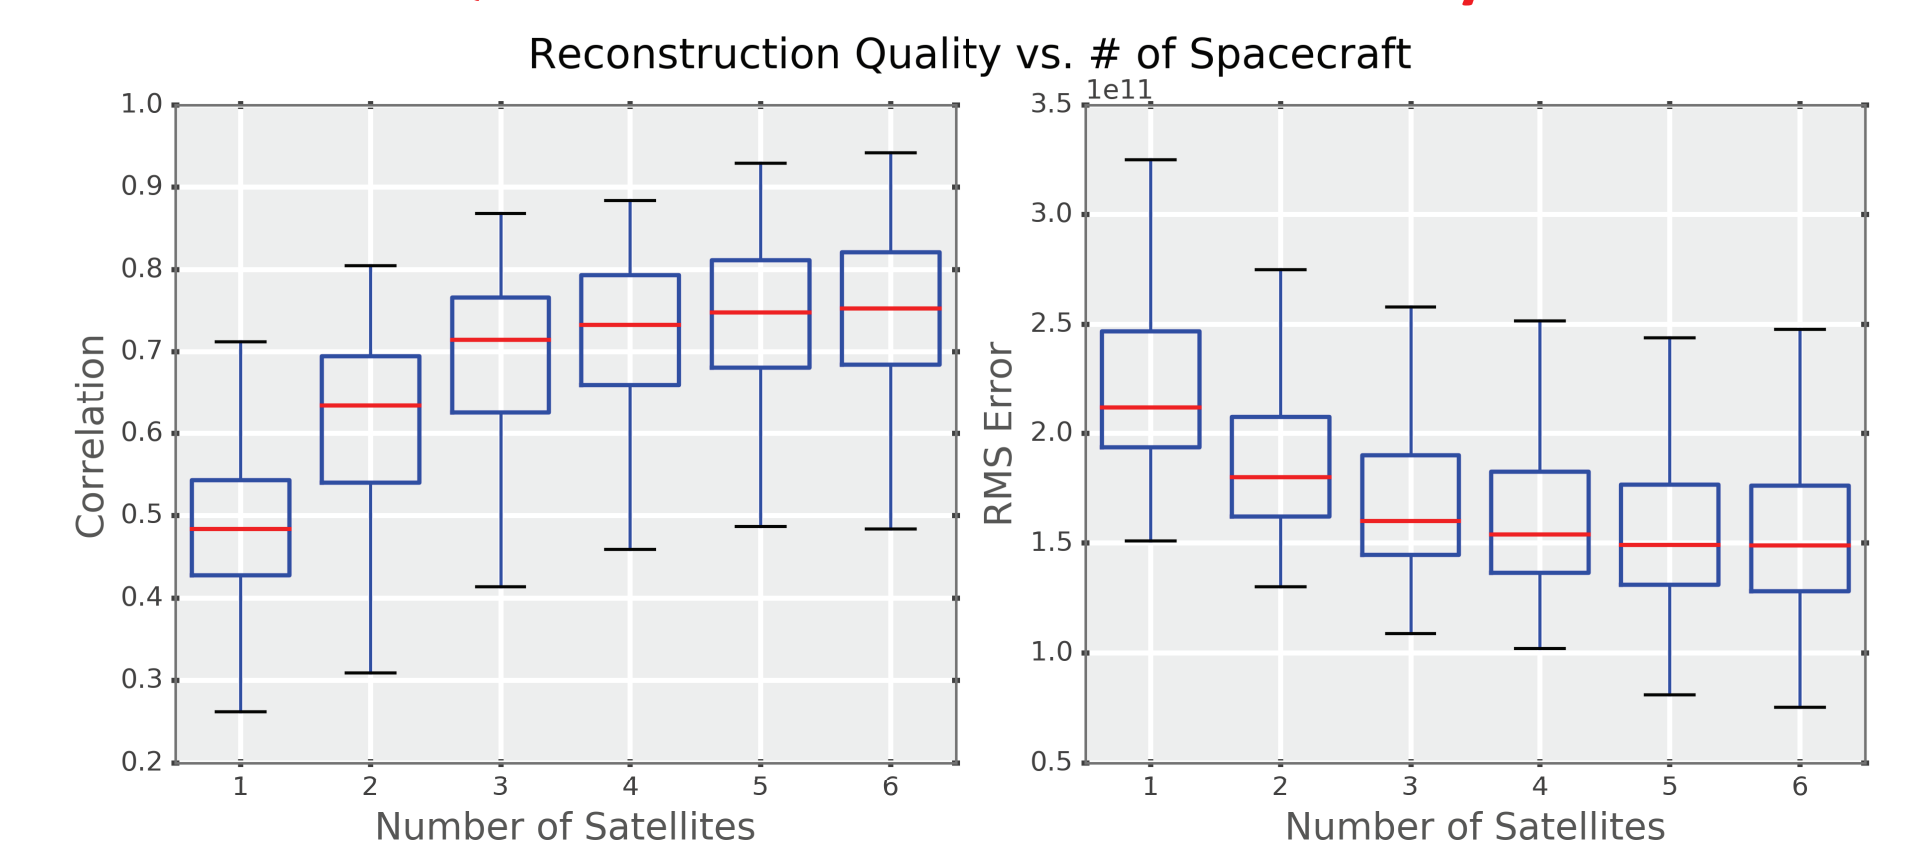 Reconstruction Quality vs. # of Spacecraft
1.0
0.9
0.8
0.7
0.6
0.5
0.4
0.3
0.2
Correlation
1 2 3 4 5 6
Number of Satellites
1e11
3.5
3.0
2.5
2.0
1.5
1.0
0.5
RMS Error
1 2 3 4 5 6
Number of Satellites